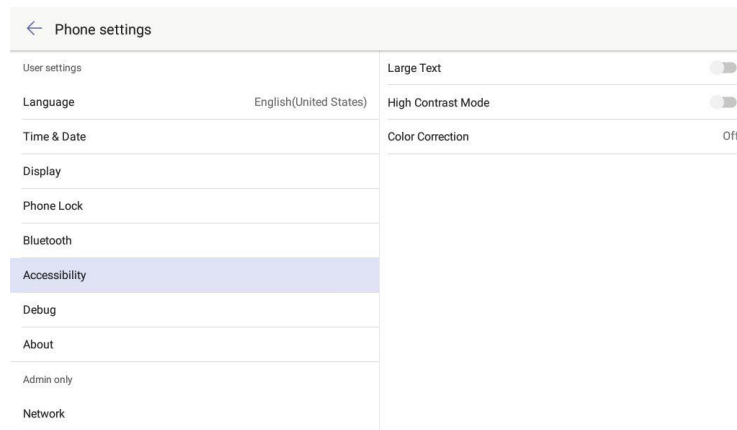 Phone settings
User settings
Language English(United States)
Time & Date
Display
Phone Lock
Bluetooth
Accessibility
Debug
About
Admin only
Network
Large Text
High Contrast Mode
Color Correction Off